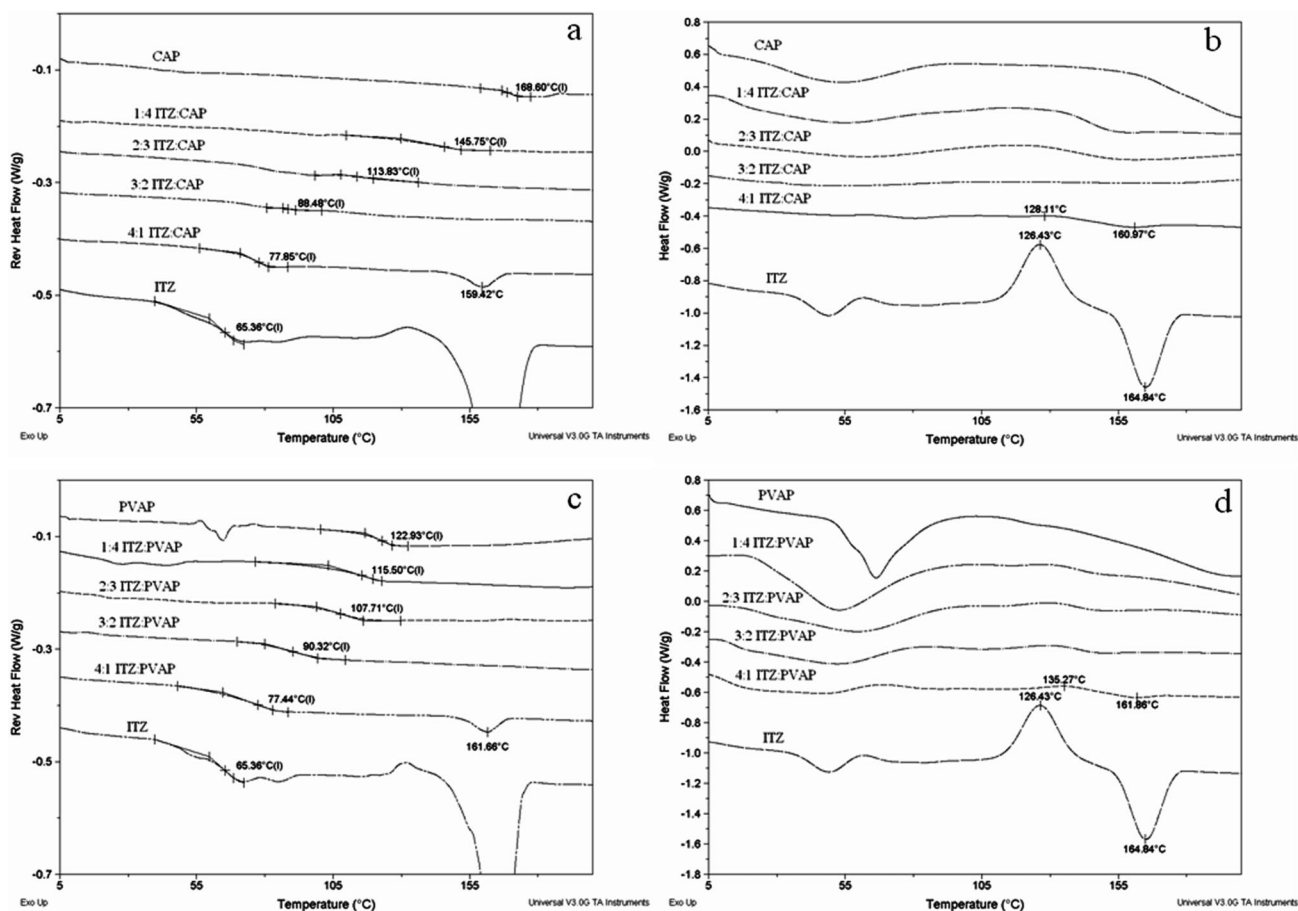 a
-0.1
-0.3
-0.5
-0.7
Rev Heat Flow (W/g)
CAP
168.60°C(I)
1:4 ITZ:CAP
145.75°C(I)
2:3 ITZ:CAP
113.83°C(I)
3:2 ITZ:CAP
88.48°C(I)
4:1 ITZ:CAP
77.85°C(I)
159.42°C
ITZ
65.36°C(I)
5 55 105 155
Exo Up
Temperature (°C)
Universal V3.0G TA Instruments
b
0.8
0.6
0.4
0.2
0.0
-0.2
-0.4
-0.6
-0.8
-1.0
-1.2
-1.4
-1.6
Heat Flow (W/g)
CAP
1:4 ITZ:CAP
2:3 ITZ:CAP
3:2 ITZ:CAP
4:1 ITZ:CAP
128.11°C
160.97°C
126.43°C
ITZ
164.84°C
5 55 105 155
Exo Up
Temperature (°C)
Universal V3.0G TA Instruments
c
-0.1
-0.3
-0.5
-0.7
Rev Heat Flow (W/g)
PVAP
122.93°C(I)
1:4 ITZ:PVAP
115.50°C(I)
2:3 ITZ:PVAP
107.71°C(I)
3:2 ITZ:PVAP
90.32°C(I)
4:1 ITZ:PVAP
77.44°C(I)
161.66°C
ITZ
65.36°C(I)
5 55 105 155
Exo Up
Temperature (°C)
Universal V3.0G TA Instruments
d
0.8
0.6
0.4
0.2
0.0
-0.2
-0.4
-0.6
-0.8
-1.0
-1.2
-1.4
-1.6
-1.8
Heat Flow (W/g)
PVAP
1:4 ITZ:PVAP
2:3 ITZ:PVAP
3:2 ITZ:PVAP
4:1 ITZ:PVAP
135.27°C
161.86°C
126.43°C
ITZ
164.84°C
5 55 105 155
Exo Up
Temperature (°C)
Universal V3.0G TA Instruments